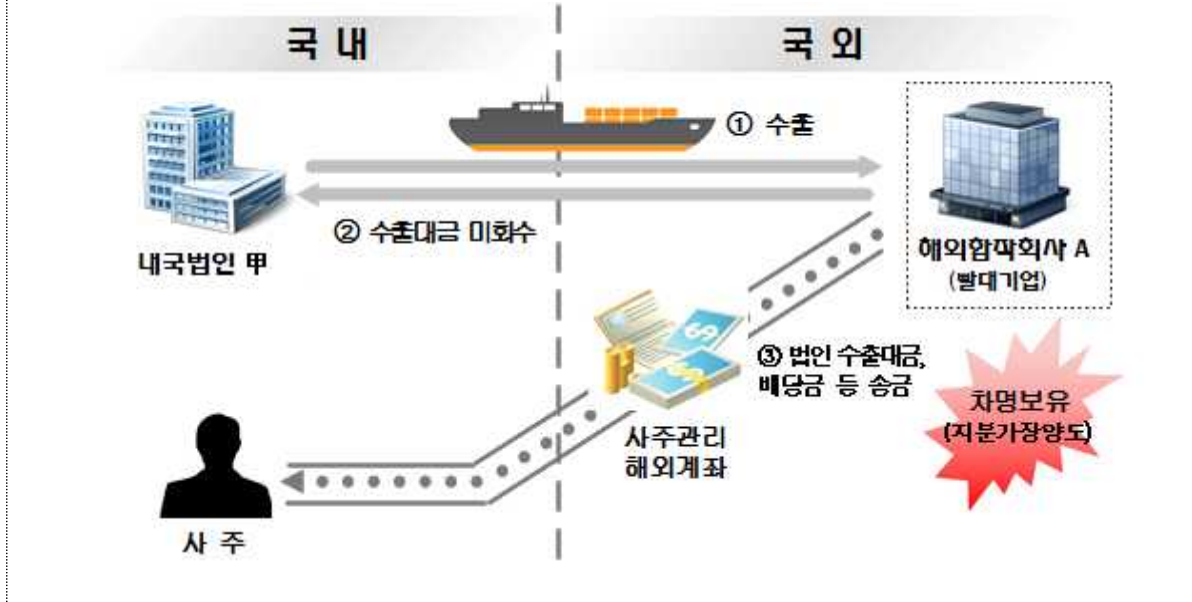 국 내
국 외
① 수출
② 수출대금 미회수
내국법인 甲
해외합작회사 A
(빨대기업)
③ 법인 수출대금,
배당금 등 송금
차명보유
(지분가장양도)
사주관리
해외계좌
사 주